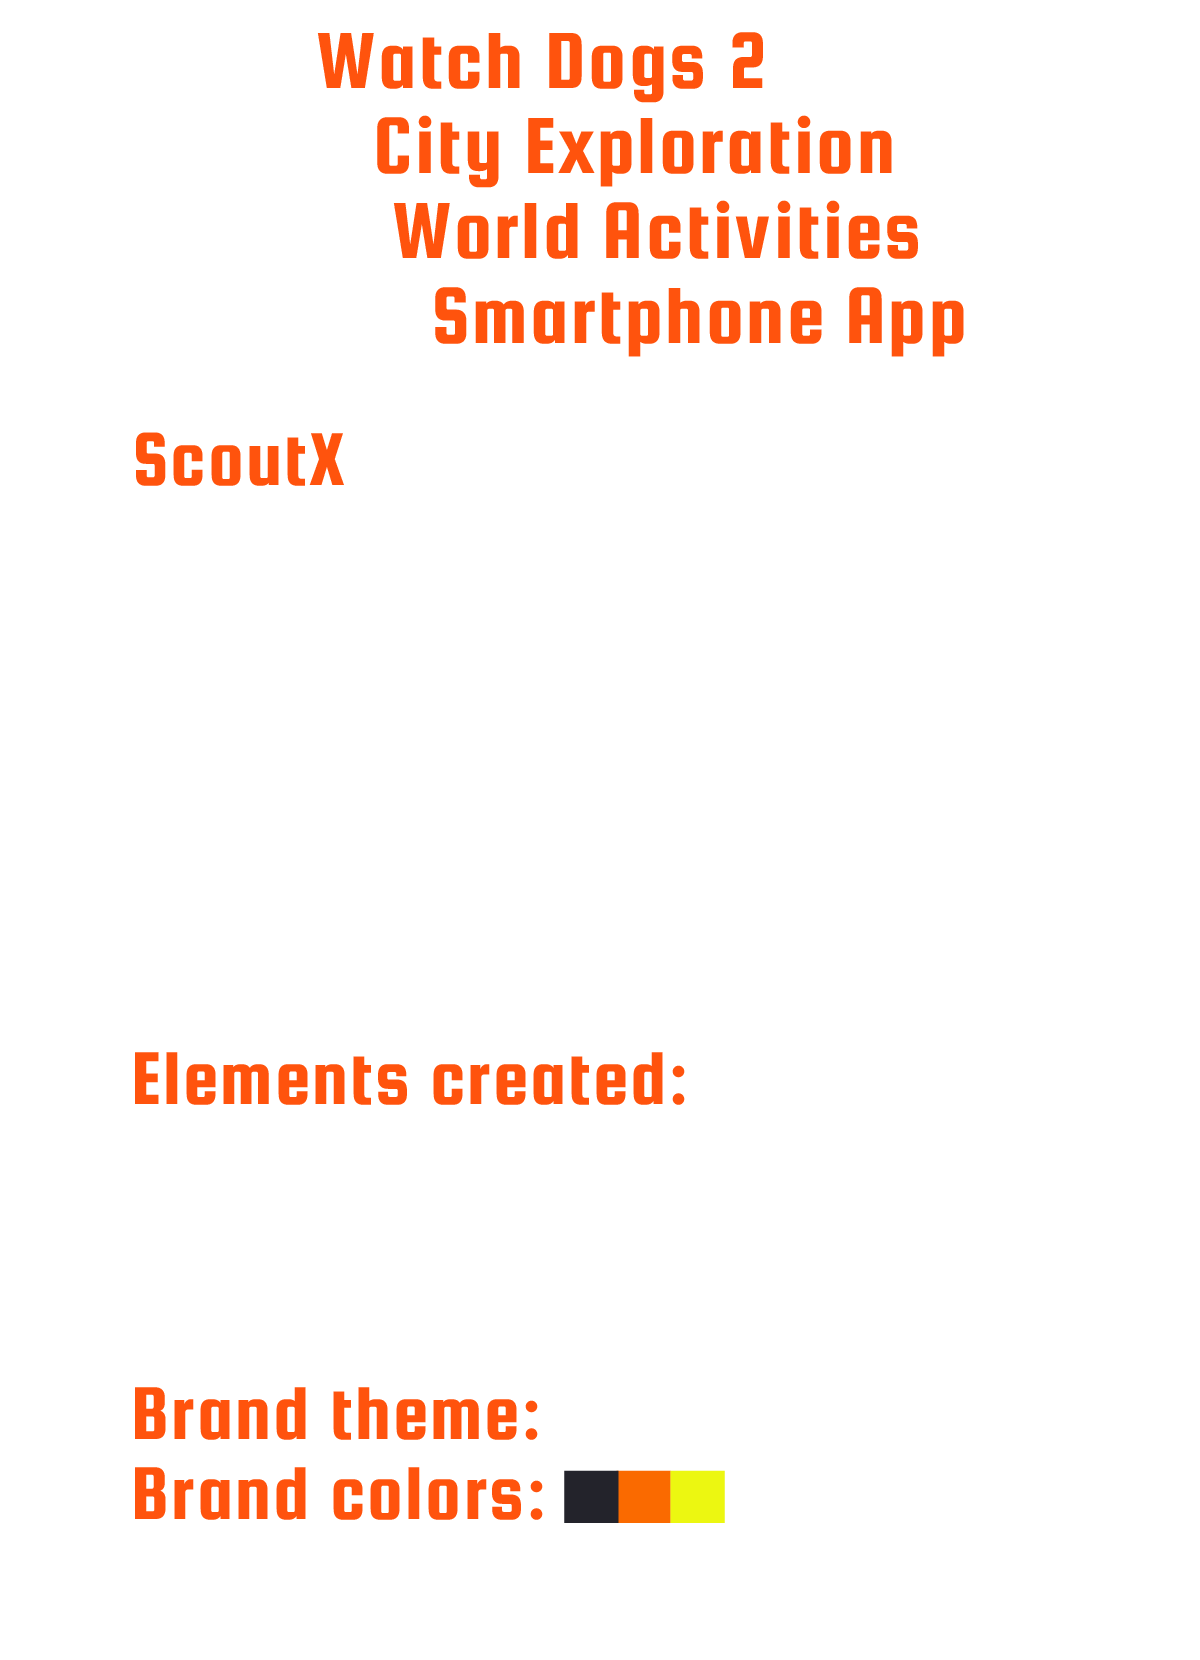 Watch Dogs 2
City Exploration
World Activities
Smartphone App
ScoutX
Elements created:
Brand theme:
Brand colors: